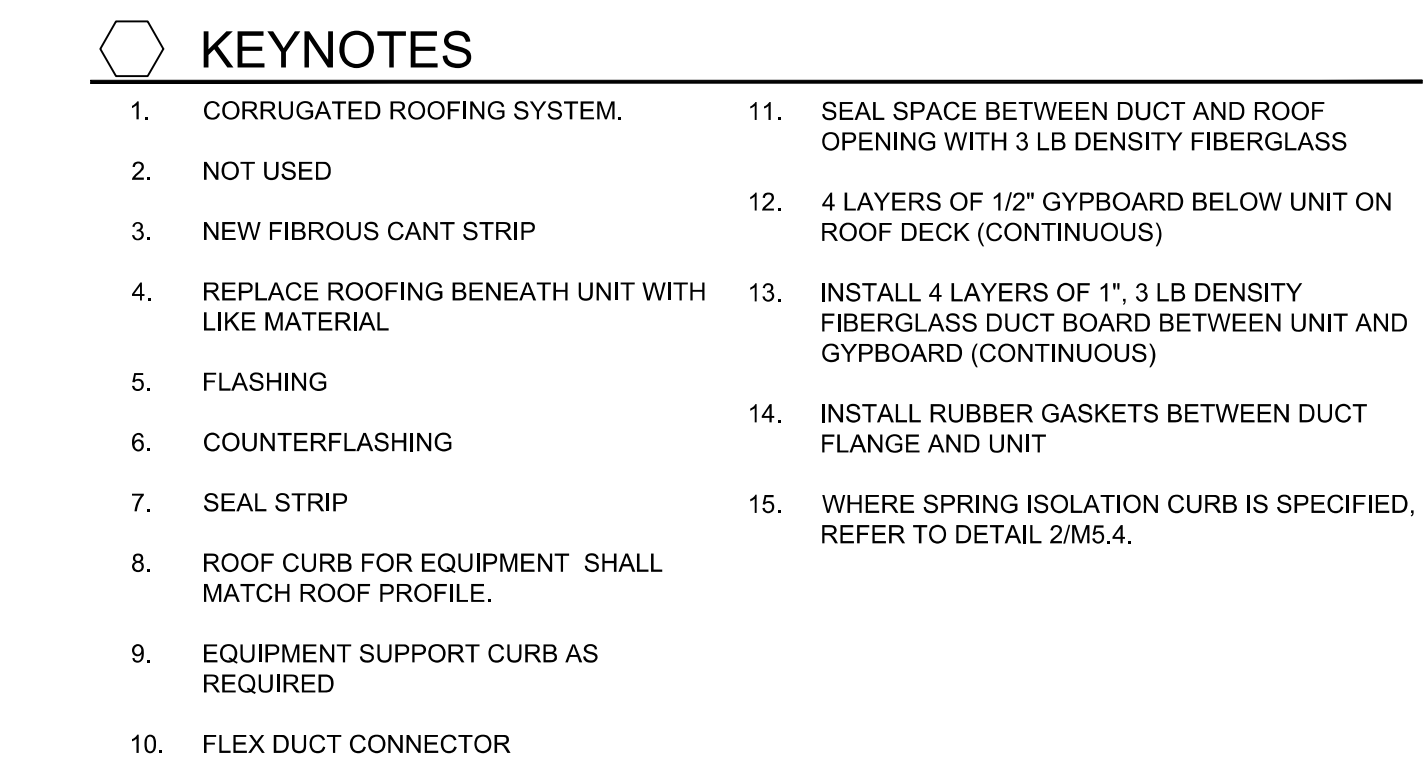 KEYNOTES
1. CORRUGATED ROOFING SYSTEM.
2. NOT USED
3. NEW FIBROUS CANT STRIP
4. REPLACE ROOFING BENEATH UNIT WITH
LIKE MATERIAL
5. FLASHING
6. COUNTERFLASHING
7. SEAL STRIP
8. ROOF CURB FOR EQUIPMENT SHALL
MATCH ROOF PROFILE.
9. EQUIPMENT SUPPORT CURB AS
REQUIRED
10. FLEX DUCT CONNECTOR
11. SEAL SPACE BETWEEN DUCT AND ROOF
OPENING WITH 3 LB DENSITY FIBERGLASS
12. 4 LAYERS OF 1/2" GYPBOARD BELOW UNIT ON
ROOF DECK (CONTINUOUS)
13. INSTALL 4 LAYERS OF 1", 3 LB DENSITY
FIBERGLASS DUCT BOARD BETWEEN UNIT AND
GYPBOARD (CONTINUOUS)
14. INSTALL RUBBER GASKETS BETWEEN DUCT
FLANGE AND UNIT
15. WHERE SPRING ISOLATION CURB IS SPECIFIED,
REFER TO DETAIL 2/M5.4.